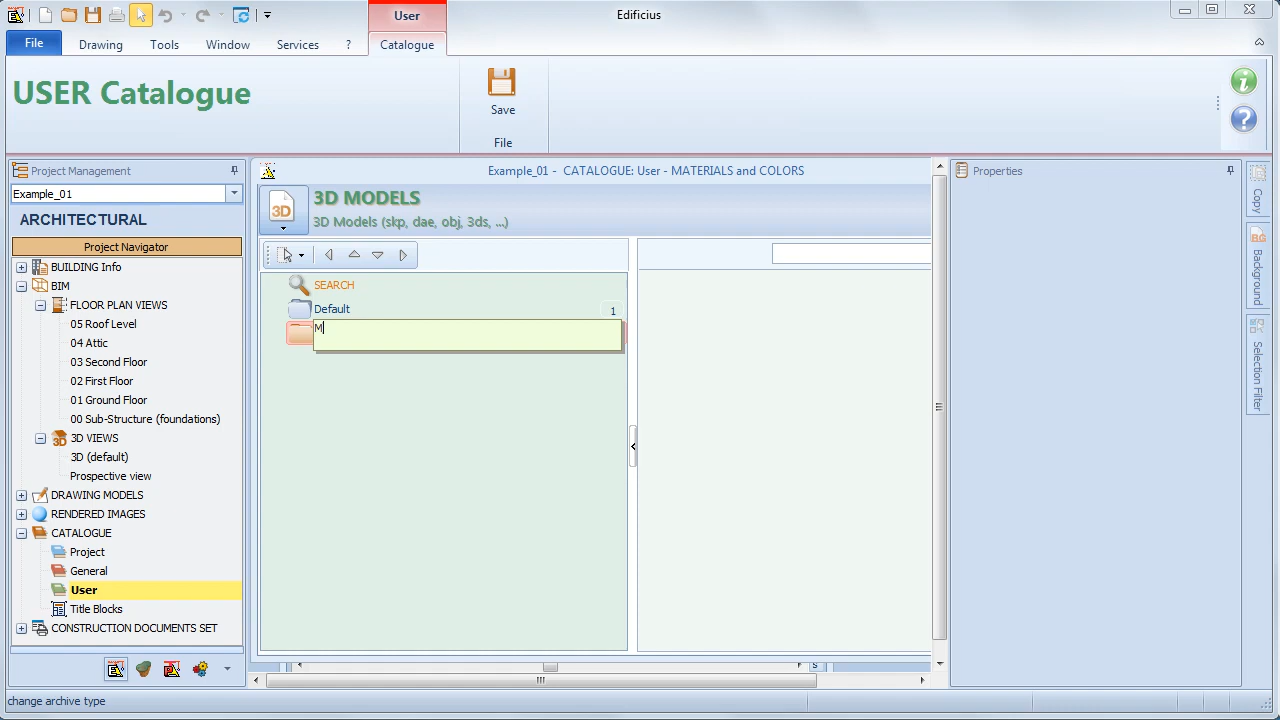 User
Edificius
File
Drawing
Tools
Window
Services
?
Catalogue
USER Catalogue
Save
File
Project Management
Example_01
ARCHITECTURAL
Project Navigator
BUILDING Info
BIM
FLOOR PLAN VIEWS
05 Roof Level
04 Attic
03 Second Floor
02 First Floor
01 Ground Floor
00 Sub-Structure (foundations)
3D VIEWS
3D (default)
Prospective view
DRAWING MODELS
RENDERED IMAGES
CATALOGUE
Project
General
User
Title Blocks
CONSTRUCTION DOCUMENTS SET
Example_01 - CATALOGUE: User - MATERIALS and COLORS
3D
3D MODELS
3D Models (skp, dae, obj, 3ds, ...)
SEARCH
Default
1
M
S
Properties
Copy
BG
Background
Selection Filter
change archive type